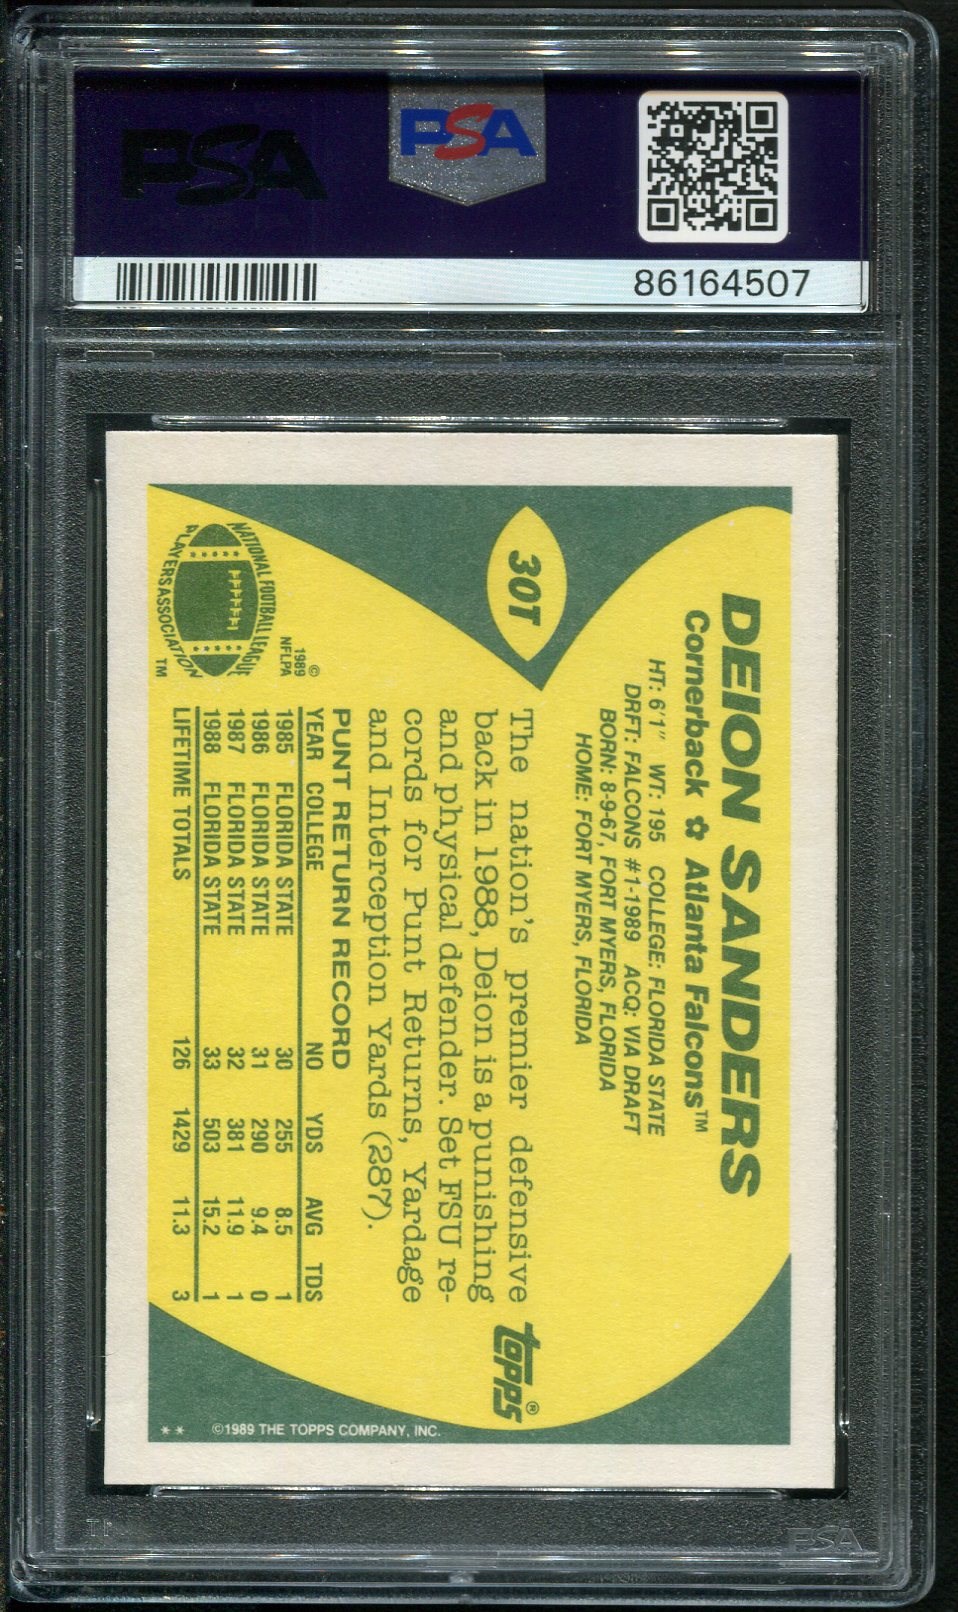 PSA
PSA
86164507
30T
DEION SANDERS
Cornerback ✿ Atlanta Falcons™
HT: 6'1" WT: 195 COLLEGE: FLORIDA STATE
DRFT: FALCONS #1-1989 ACQ: VIA DRAFT
BORN: 8-9-67, FORT MYERS, FLORIDA
HOME: FORT MYERS, FLORIDA
The nation's premier defensive
back in 1988, Deion is a punishing
and physical defender. Set FSU re-
cords for Punt Returns, Yardage
and Interception Yards (287).
topps®
NATIONAL FOOTBALL LEAGUE
PLAYERS ASSOCIATION
TM
©
1989
NFLPA
PUNT RETURN RECORD
YEAR COLLEGE NO YDS AVG TDS
1985 FLORIDA STATE 30 255 8.5 1
1986 FLORIDA STATE 31 290 9.4 0
1987 FLORIDA STATE 32 381 11.9 1
1988 FLORIDA STATE 33 503 15.2 1
LIFETIME TOTALS 126 1429 11.3 3
** ©1989 THE TOPPS COMPANY, INC.
PSA